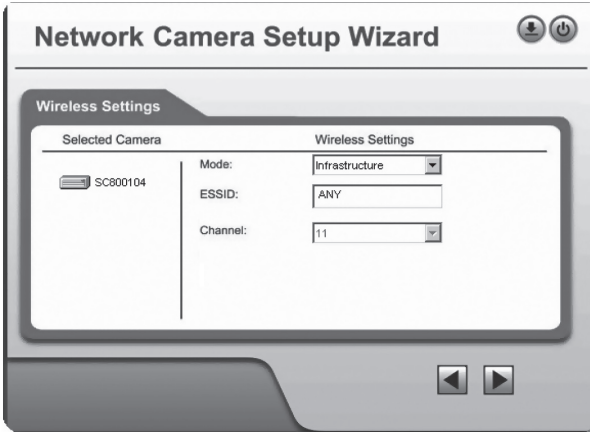 Network Camera Setup Wizard
Wireless Settings
Selected Camera
Wireless Settings
SC800104
Mode:
Infrastructure
ESSID:
ANY
Channel:
11